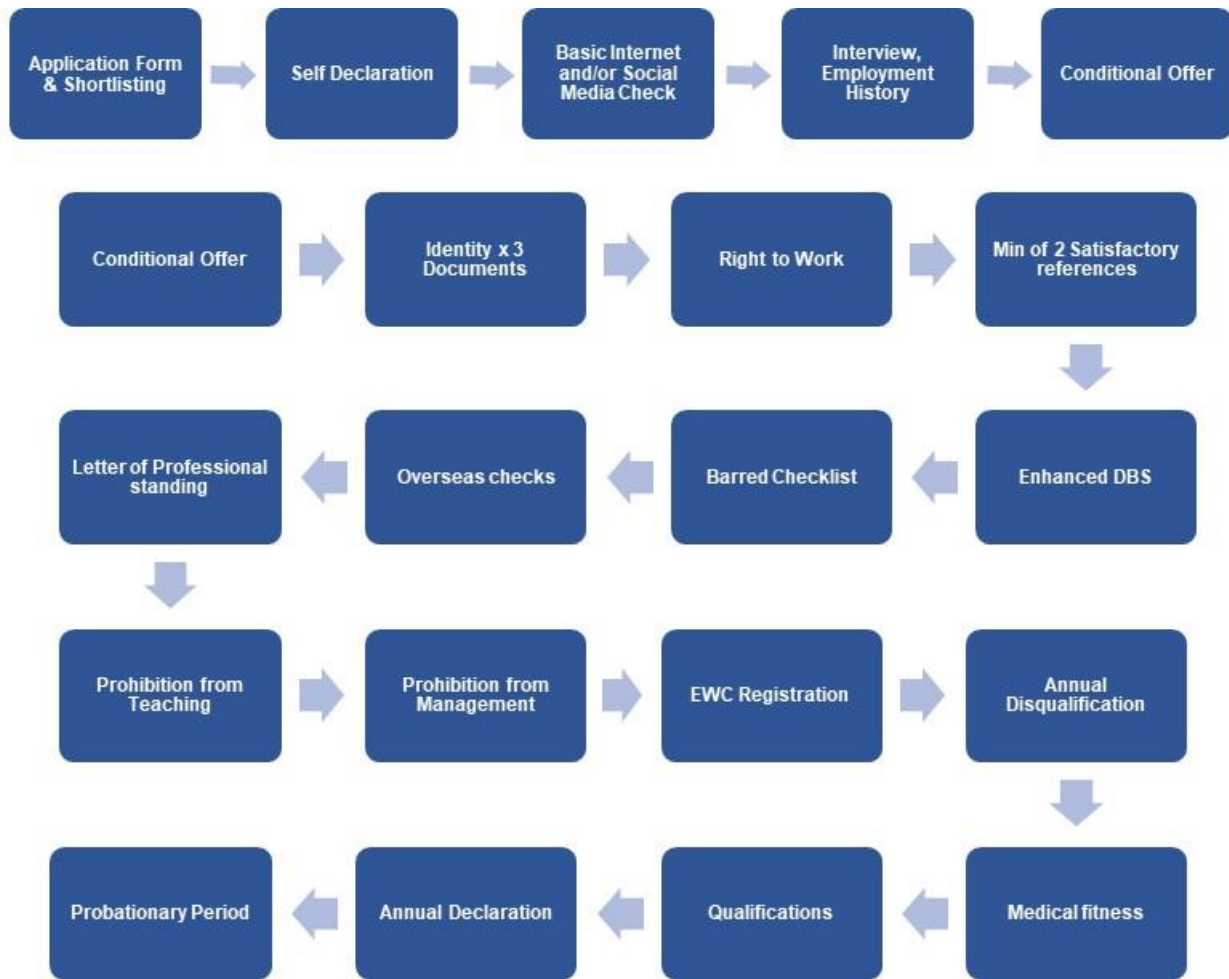 Application Form
& Shortlisting
Self Declaration
Basic Internet
and/or Social
Media Check
Interview,
Employment
History
Conditional Offer
Conditional Offer
Identity x 3
Documents
Right to Work
Min of 2 Satisfactory
references
Enhanced DBS
Barred Checklist
Overseas checks
Letter of Professional
standing
Prohibition from
Teaching
Prohibition from
Management
EWC Registration
Annual
Disqualification
Medical fitness
Qualifications
Annual Declaration
Probationary Period